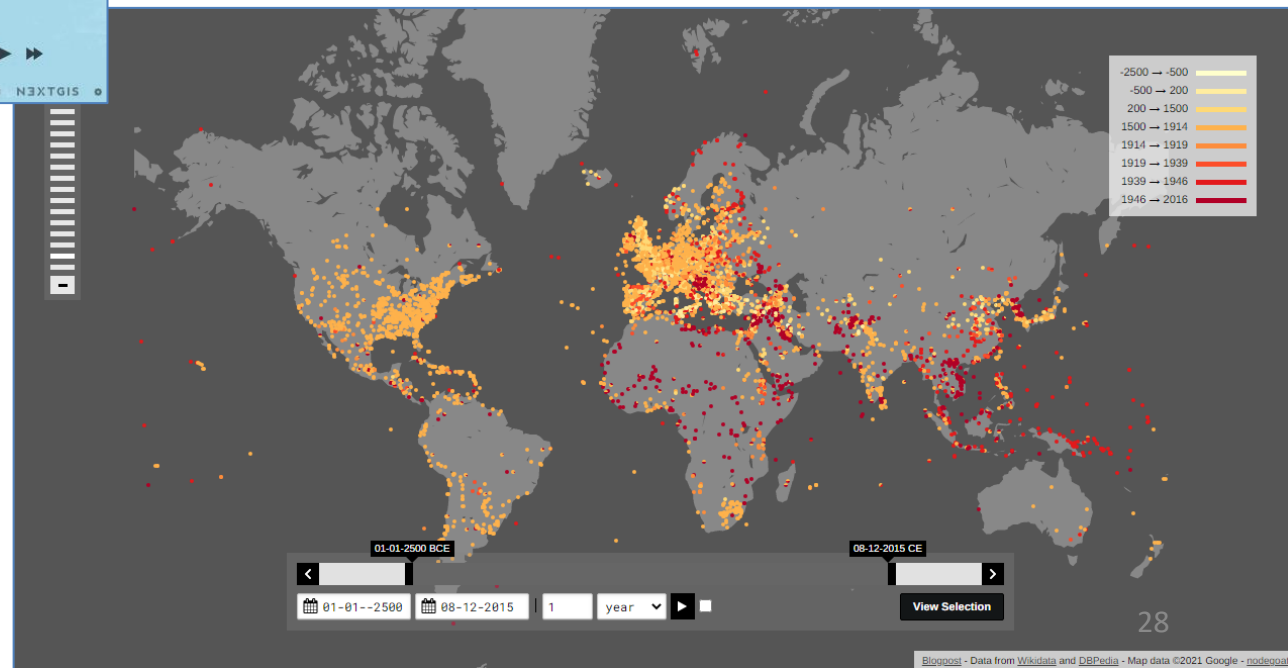 NEXTGIS
-2500 → -500
-500 → 200
200 → 1500
1500 → 1914
1914 → 1919
1919 → 1939
1939 → 1946
1946 → 2016
01-01-2500 BCE
08-12-2015 CE
01-01--2500
08-12-2015
1
year
View Selection
28
Blogpost - Data from Wikidata and DBPedia - Map data ©2021 Google - nodegoat